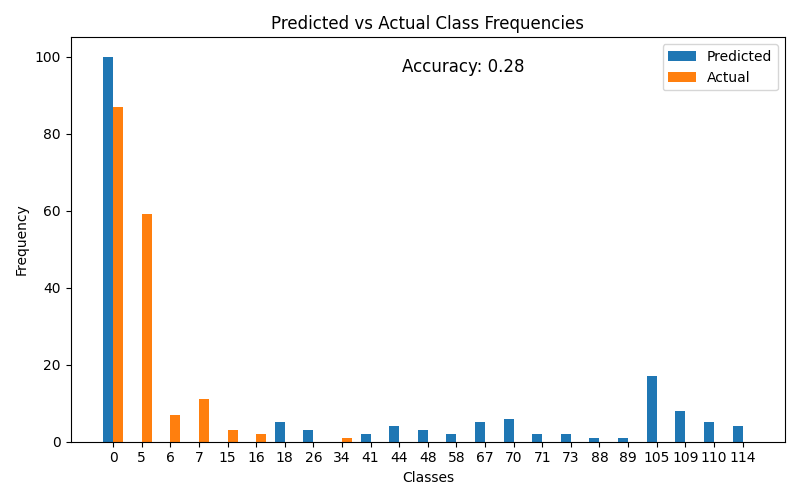 Predicted vs Actual Class Frequencies
Accuracy: 0.28
Predicted
Actual
Frequency
100
80
60
40
20
0
0 5 6 7 15 16 18 26 34 41 44 48 58 67 70 71 73 88 89 105 109 110 114
Classes